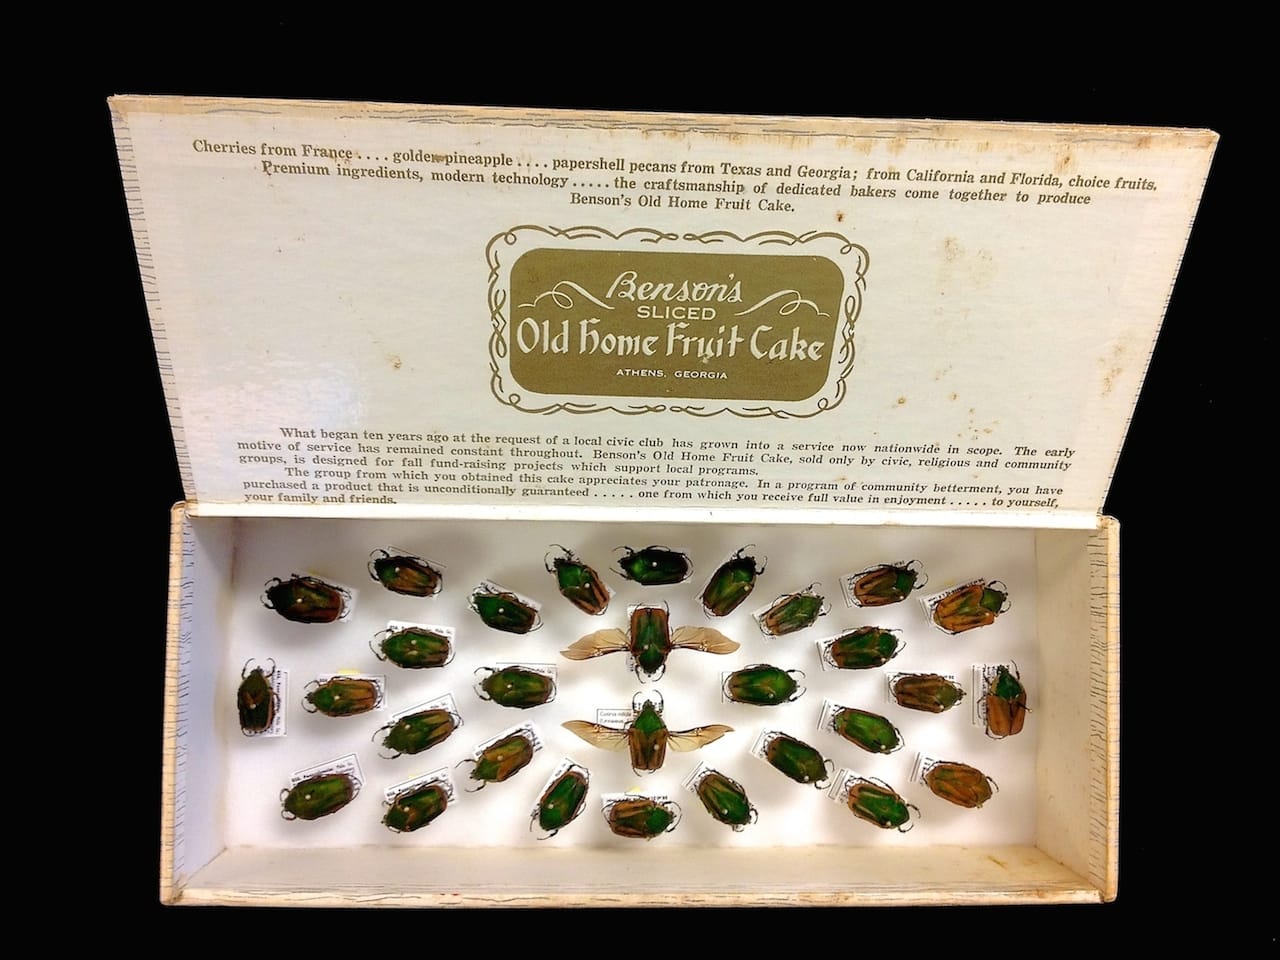 Cherries from France .... golden pineapple .... papershell pecans from Texas and Georgia; from California and Florida, choice fruits.
Premium ingredients, modern technology ..... the craftsmanship of dedicated bakers come together to produce
Benson's Old Home Fruit Cake.
Benson's
SLICED
Old Home Fruit Cake
ATHENS, GEORGIA
What began ten years ago at the request of a local civic club has grown into a service now nationwide in scope. The early
motive of service has remained constant throughout. Benson's Old Home Fruit Cake, sold only by civic, religious and community
groups, is designed for fall fund-raising projects which support local programs.
The group from which you obtained this cake appreciates your patronage. In a program of community betterment, you have
purchased a product that is unconditionally guaranteed ..... one from which you receive full value in enjoyment ..... to yourself,
your family and friends.